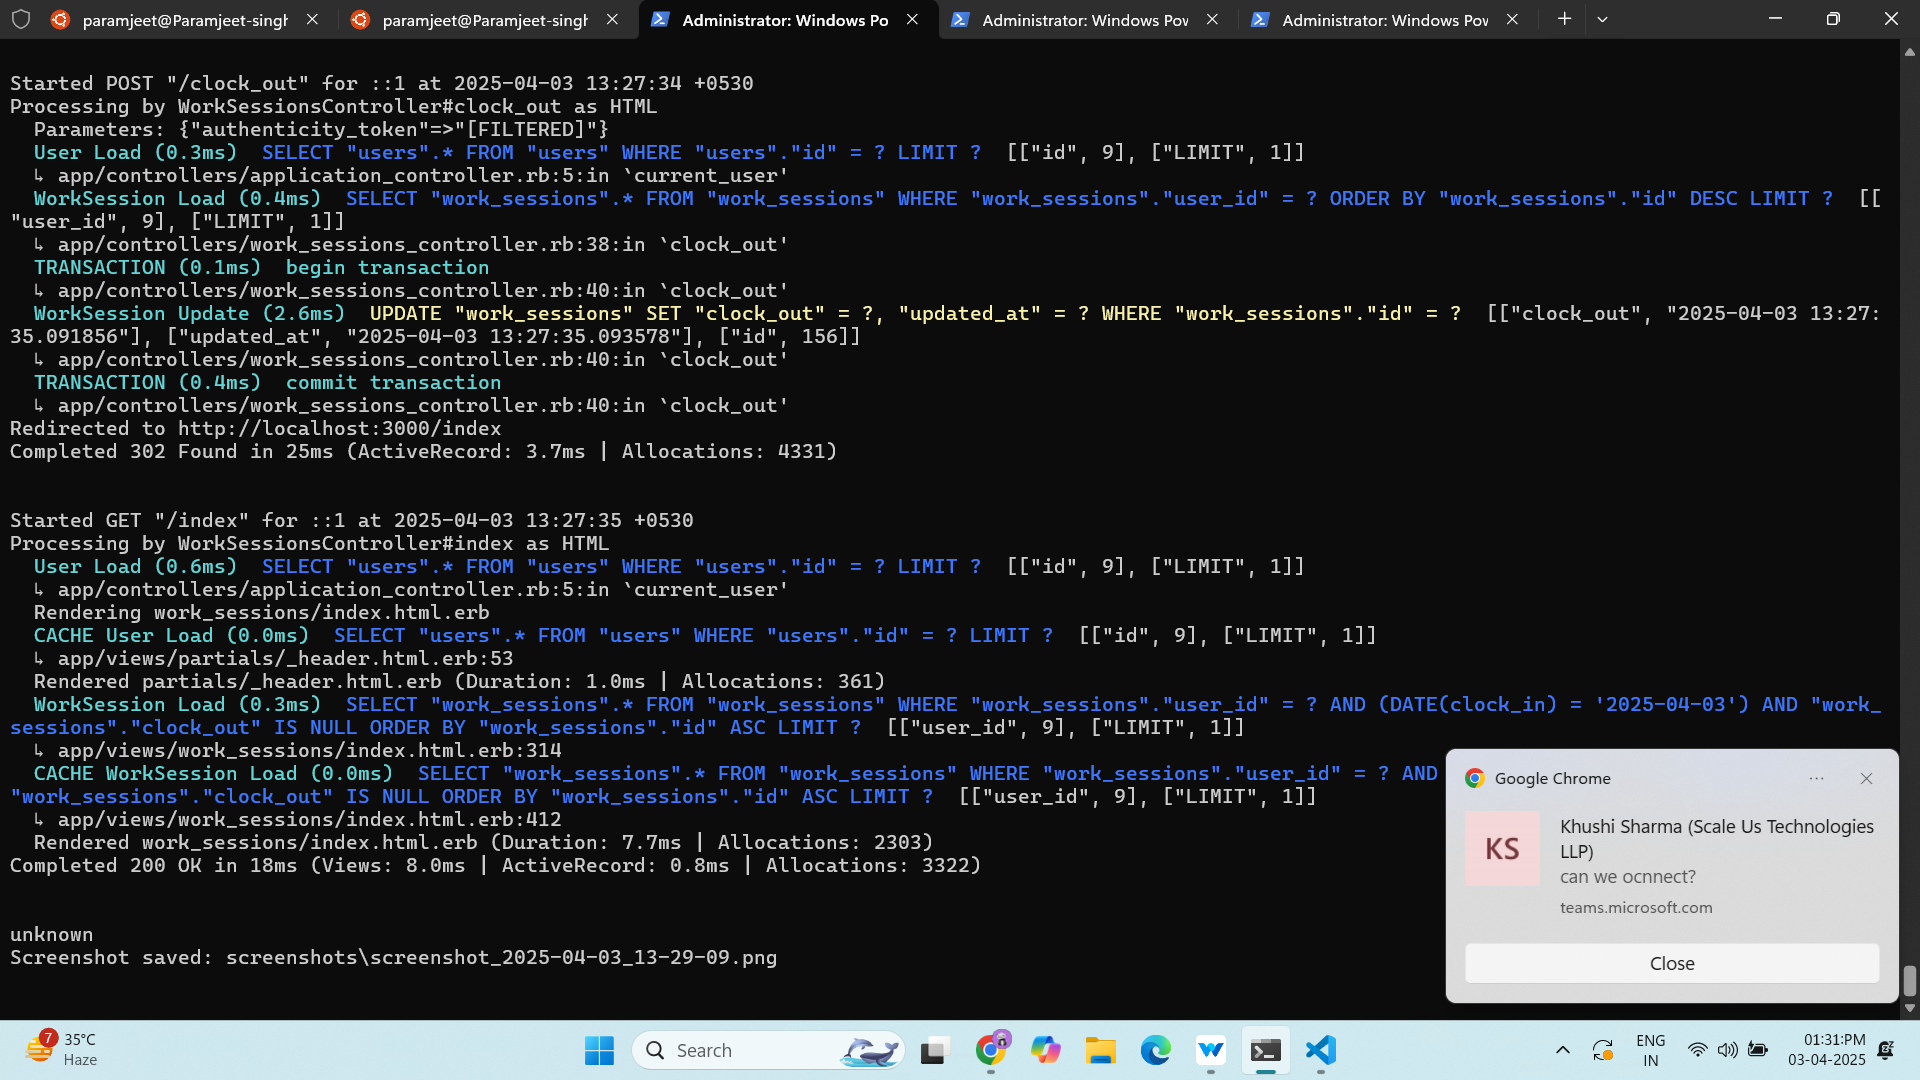 paramjeet@Paramjeet-singh
paramjeet@Paramjeet-singh
Administrator: Windows Po
Administrator: Windows Pov
Administrator: Windows Pov
Started POST "/clock_out" for ::1 at 2025-04-03 13:27:34 +0530
Processing by WorkSessionsController#clock_out as HTML
  Parameters: {"authenticity_token"=>"[FILTERED]"}
  User Load (0.3ms)  SELECT "users".* FROM "users" WHERE "users"."id" = ? LIMIT ?  [["id", 9], ["LIMIT", 1]]
  ↳ app/controllers/application_controller.rb:5:in `current_user'
  WorkSession Load (0.4ms)  SELECT "work_sessions".* FROM "work_sessions" WHERE "work_sessions"."user_id" = ? ORDER BY "work_sessions"."id" DESC LIMIT ?  [[
"user_id", 9], ["LIMIT", 1]]
  ↳ app/controllers/work_sessions_controller.rb:38:in `clock_out'
  TRANSACTION (0.1ms)  begin transaction
  ↳ app/controllers/work_sessions_controller.rb:40:in `clock_out'
  WorkSession Update (2.6ms)  UPDATE "work_sessions" SET "clock_out" = ?, "updated_at" = ? WHERE "work_sessions"."id" = ?  [["clock_out", "2025-04-03 13:27:
35.091856"], ["updated_at", "2025-04-03 13:27:35.093578"], ["id", 156]]
  ↳ app/controllers/work_sessions_controller.rb:40:in `clock_out'
  TRANSACTION (0.4ms)  commit transaction
  ↳ app/controllers/work_sessions_controller.rb:40:in `clock_out'
Redirected to http://localhost:3000/index
Completed 302 Found in 25ms (ActiveRecord: 3.7ms | Allocations: 4331)
Started GET "/index" for ::1 at 2025-04-03 13:27:35 +0530
Processing by WorkSessionsController#index as HTML
  User Load (0.6ms)  SELECT "users".* FROM "users" WHERE "users"."id" = ? LIMIT ?  [["id", 9], ["LIMIT", 1]]
  ↳ app/controllers/application_controller.rb:5:in `current_user'
  Rendering work_sessions/index.html.erb
  CACHE User Load (0.0ms)  SELECT "users".* FROM "users" WHERE "users"."id" = ? LIMIT ?  [["id", 9], ["LIMIT", 1]]
  ↳ app/views/partials/_header.html.erb:53
  Rendered partials/_header.html.erb (Duration: 1.0ms | Allocations: 361)
  WorkSession Load (0.3ms)  SELECT "work_sessions".* FROM "work_sessions" WHERE "work_sessions"."user_id" = ? AND (DATE(clock_in) = '2025-04-03') AND "work_
sessions"."clock_out" IS NULL ORDER BY "work_sessions"."id" ASC LIMIT ?  [["user_id", 9], ["LIMIT", 1]]
  ↳ app/views/work_sessions/index.html.erb:314
  CACHE WorkSession Load (0.0ms)  SELECT "work_sessions".* FROM "work_sessions" WHERE "work_sessions"."user_id" = ? AND
"work_sessions"."clock_out" IS NULL ORDER BY "work_sessions"."id" ASC LIMIT ?  [["user_id", 9], ["LIMIT", 1]]
  ↳ app/views/work_sessions/index.html.erb:412
  Rendered work_sessions/index.html.erb (Duration: 7.7ms | Allocations: 2303)
Completed 200 OK in 18ms (Views: 8.0ms | ActiveRecord: 0.8ms | Allocations: 3322)
unknown
Screenshot saved: screenshots\screenshot_2025-04-03_13-29-09.png
Google Chrome
KS
Khushi Sharma (Scale Us Technologies
LLP)
can we ocnnect?
teams.microsoft.com
Close
7
35°C
Haze
Search
ENG
IN
01:31:PM
03-04-2025